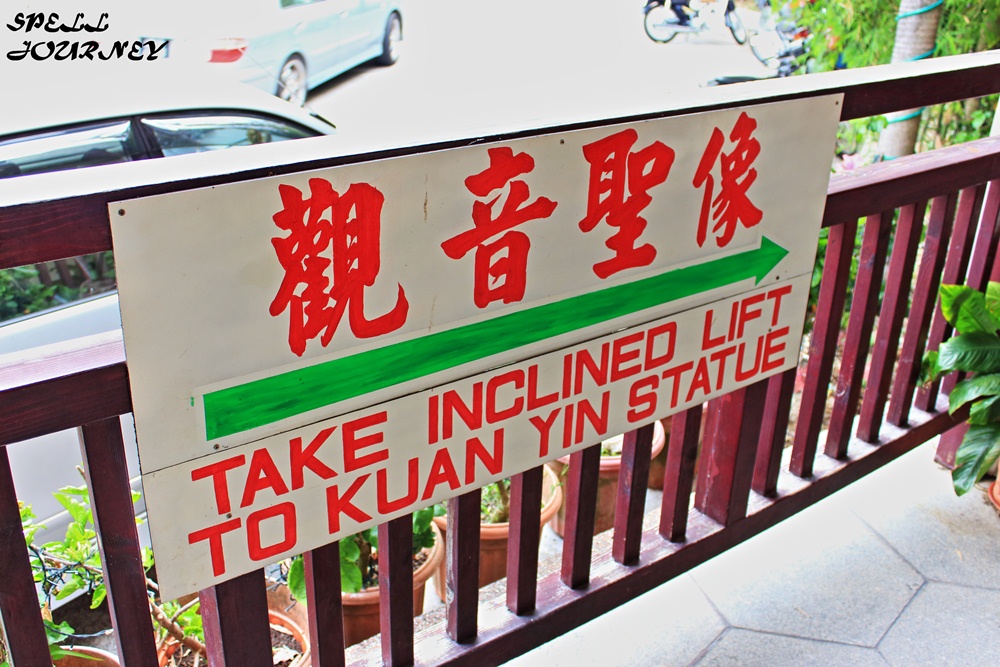 SPELL
JOURNEY
觀音聖像
TAKE INCLINED LIFT
TO KUAN YIN STATUE